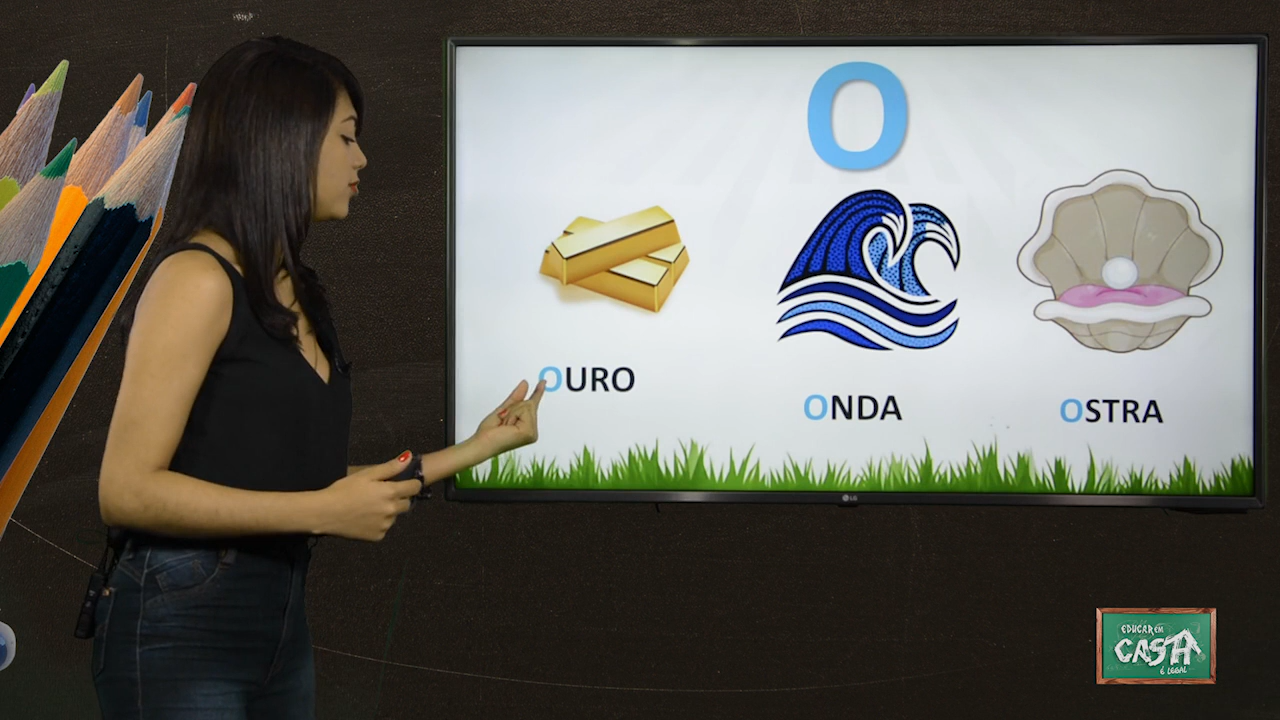 O
OURO
ONDA
OSTRA
LG
EDUCAR EM
CASA
É LEGAL